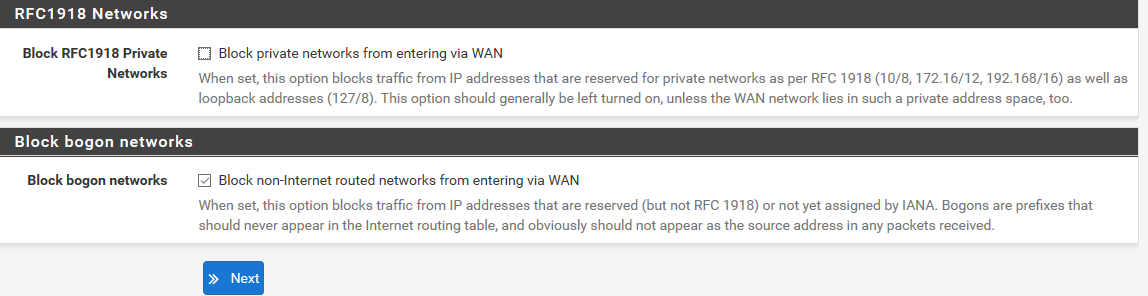 RFC1918 Networks
Block RFC1918 Private Networks
Block private networks from entering via WAN
When set, this option blocks traffic from IP addresses that are reserved for private networks as per RFC 1918 (10/8, 172.16/12, 192.168/16) as well as
loopback addresses (127/8). This option should generally be left turned on, unless the WAN network lies in such a private address space, too.
Block bogon networks
Block bogon networks
Block non-Internet routed networks from entering via WAN
When set, this option blocks traffic from IP addresses that are reserved (but not RFC 1918) or not yet assigned by IANA. Bogons are prefixes that
should never appear in the Internet routing table, and obviously should not appear as the source address in any packets received.
Next